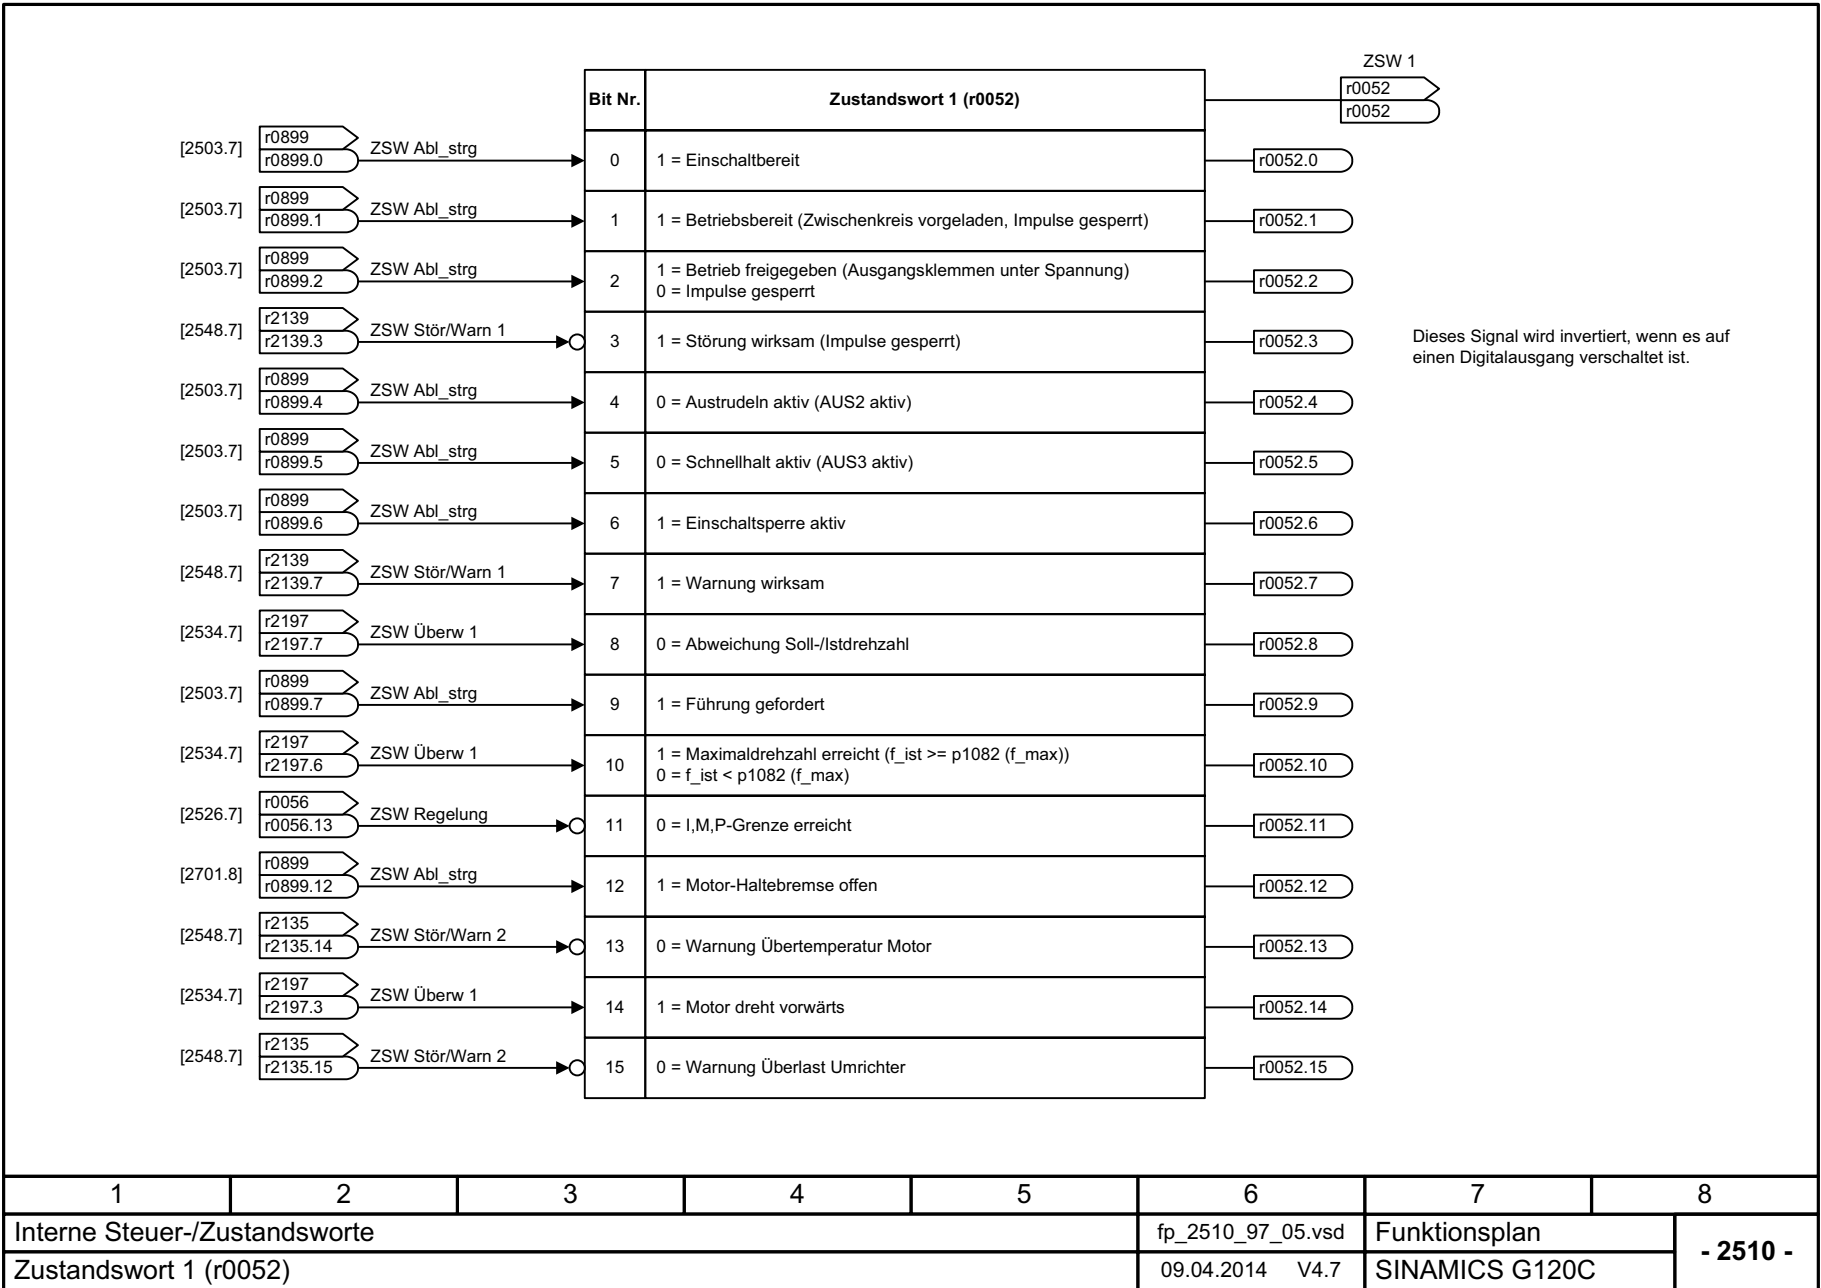 ZSW 1
r0052
r0052
Bit Nr. Zustandswort 1 (r0052)
[2503.7] r0899 ZSW Abl_strg
r0899.0 0 1 = Einschaltbereit r0052.0
[2503.7] r0899 ZSW Abl_strg
r0899.1 1 1 = Betriebsbereit (Zwischenkreis vorgeladen, Impulse gesperrt) r0052.1
[2503.7] r0899 ZSW Abl_strg
r0899.2 2 1 = Betrieb freigegeben (Ausgangsklemmen unter Spannung) r0052.2
0 = Impulse gesperrt
[2548.7] r2139 ZSW Stör/Warn 1
r2139.3 3 1 = Störung wirksam (Impulse gesperrt) r0052.3
Dieses Signal wird invertiert, wenn es auf
einen Digitalausgang verschaltet ist.
[2503.7] r0899 ZSW Abl_strg
r0899.4 4 0 = Austrudeln aktiv (AUS2 aktiv) r0052.4
[2503.7] r0899 ZSW Abl_strg
r0899.5 5 0 = Schnellhalt aktiv (AUS3 aktiv) r0052.5
[2503.7] r0899 ZSW Abl_strg
r0899.6 6 1 = Einschaltsperre aktiv r0052.6
[2548.7] r2139 ZSW Stör/Warn 1
r2139.7 7 1 = Warnung wirksam r0052.7
[2534.7] r2197 ZSW Überw 1
r2197.7 8 0 = Abweichung Soll-/Istdrehzahl r0052.8
[2503.7] r0899 ZSW Abl_strg
r0899.7 9 1 = Führung gefordert r0052.9
[2534.7] r2197 ZSW Überw 1
r2197.6 10 1 = Maximaldrehzahl erreicht (f_ist >= p1082 (f_max)) r0052.10
0 = f_ist < p1082 (f_max)
[2526.7] r0056 ZSW Regelung
r0056.13 11 0 = I,M,P-Grenze erreicht r0052.11
[2701.8] r0899 ZSW Abl_strg
r0899.12 12 1 = Motor-Haltebremse offen r0052.12
[2548.7] r2135 ZSW Stör/Warn 2
r2135.14 13 0 = Warnung Übertemperatur Motor r0052.13
[2534.7] r2197 ZSW Überw 1
r2197.3 14 1 = Motor dreht vorwärts r0052.14
[2548.7] r2135 ZSW Stör/Warn 2
r2135.15 15 0 = Warnung Überlast Umrichter r0052.15
1 2 3 4 5 6 7 8
Interne Steuer-/Zustandsworte fp_2510_97_05.vsd Funktionsplan - 2510 -
Zustandswort 1 (r0052) 09.04.2014 V4.7 SINAMICS G120C